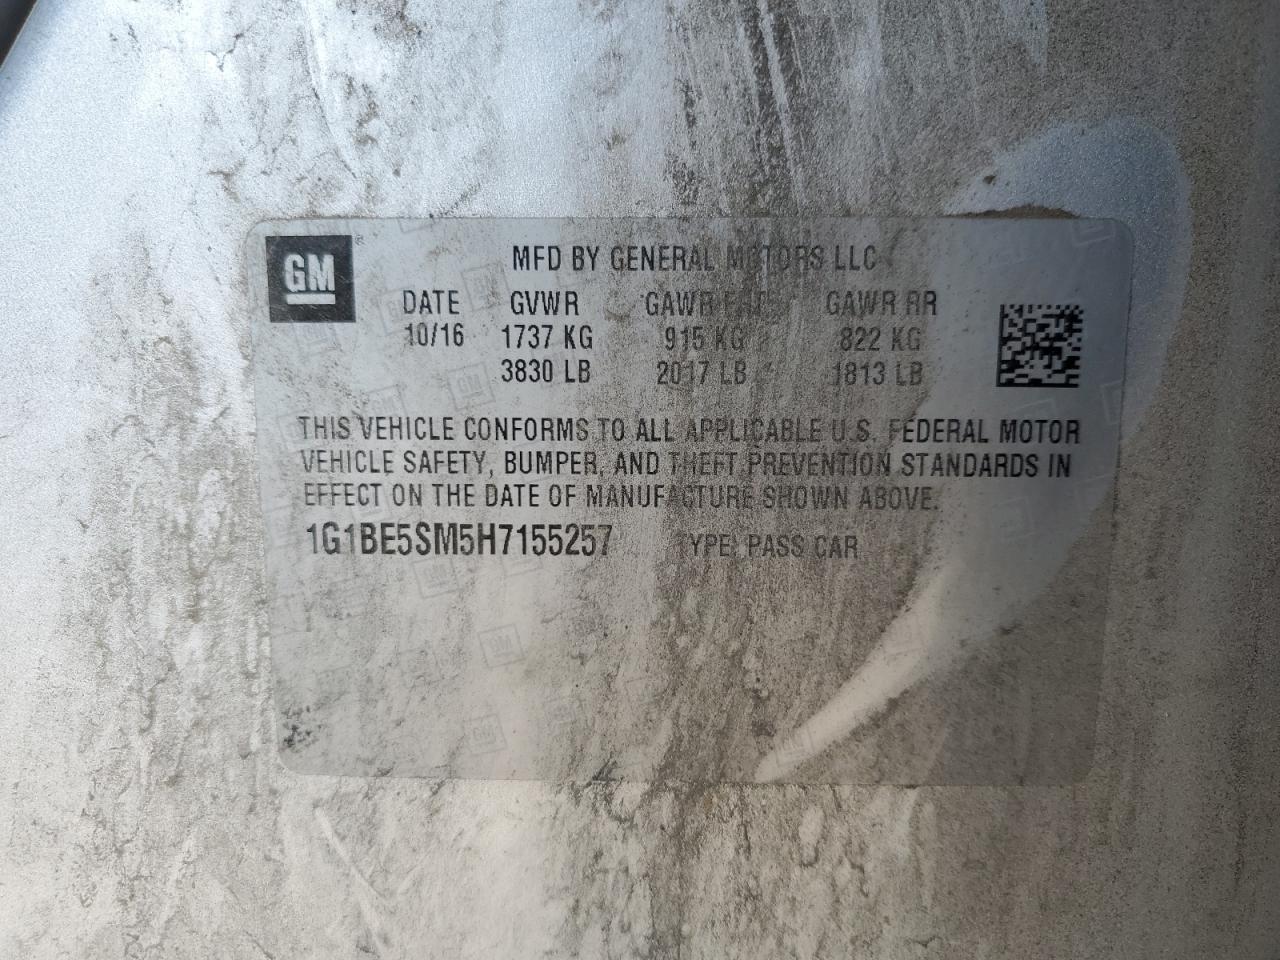 GM
MFD BY GENERAL MOTORS LLC
DATE GVWR GAWR FRT GAWR RR
10/16 1737 KG 915 KG 822 KG
3830 LB 2017 LB 1813 LB
THIS VEHICLE CONFORMS TO ALL APPLICABLE U.S. FEDERAL MOTOR
VEHICLE SAFETY, BUMPER, AND THEFT PREVENTION STANDARDS IN
EFFECT ON THE DATE OF MANUFACTURE SHOWN ABOVE.
1G1BE5SM5H7155257 TYPE: PASS CAR